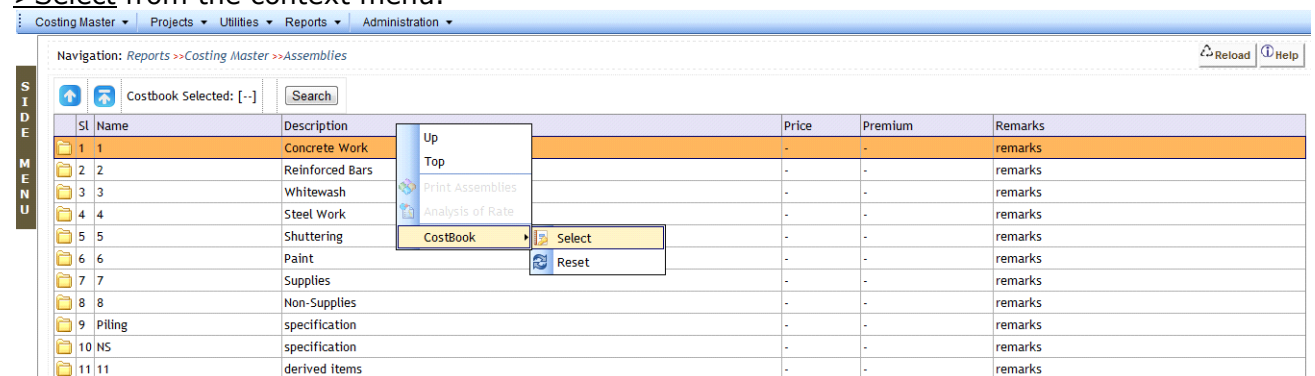 >Select from the context menu.
Costing Master Projects Utilities Reports Administration
Navigation: Reports >>Costing Master >>Assemblies Reload Help
SIDE MENU
Costbook Selected: [--] Search
Sl Name Description Price Premium Remarks
1 1 Concrete Work - - remarks
2 2 Reinforced Bars - - remarks
3 3 Whitewash - - remarks
4 4 Steel Work - - remarks
5 5 Shuttering - - remarks
6 6 Paint - - remarks
7 7 Supplies - - remarks
8 8 Non-Supplies - - remarks
9 Piling specification - - remarks
10 NS specification - - remarks
11 11 derived items - - remarks
Up
Top
Print Assemblies
Analysis of Rate
CostBook
Select
Reset